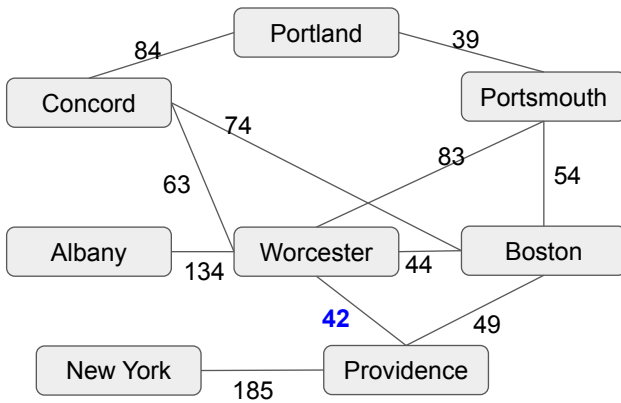 Portland
84
39
Concord
Portsmouth
74
83
63
54
Albany
Worcester
Boston
134
44
42
49
New York
Providence
185